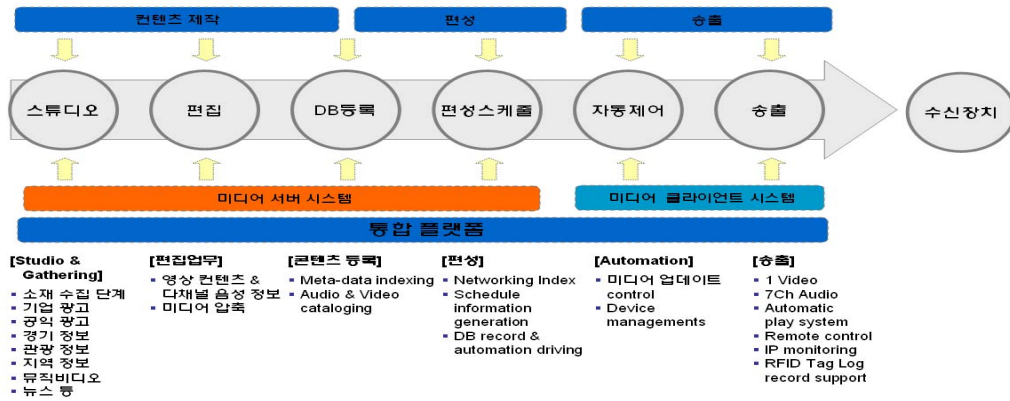 컨텐츠 제작
편성
송출
스튜디오
편집
DB등록
편성스케줄
자동제어
송출
수신장치
미디어 서버 시스템
미디어 클라이언트 시스템
통합 플랫폼
[Studio &
Gathering]
▪ 소재 수집 단계
▪ 기업 광고
▪ 공익 광고
▪ 경기 정보
▪ 관광 정보
▪ 지역 정보
▪ 뮤직비디오
▪ 뉴스 등
[편집업무]
▪ 영상 컨텐츠 &
다채널 음성 정보
▪ 미디어 압축
[콘텐츠 등록]
▪ Meta-data indexing
▪ Audio & Video
cataloging
[편성]
▪ Networking Index
▪ Schedule
information
generation
▪ DB record &
automation driving
[Automation]
▪ 미디어 업데이트
control
▪ Device
managements
[송출]
▪ 1 Video
▪ 7Ch Audio
▪ Automatic
play system
▪ Remote control
▪ IP monitoring
▪ RFID Tag Log
record support